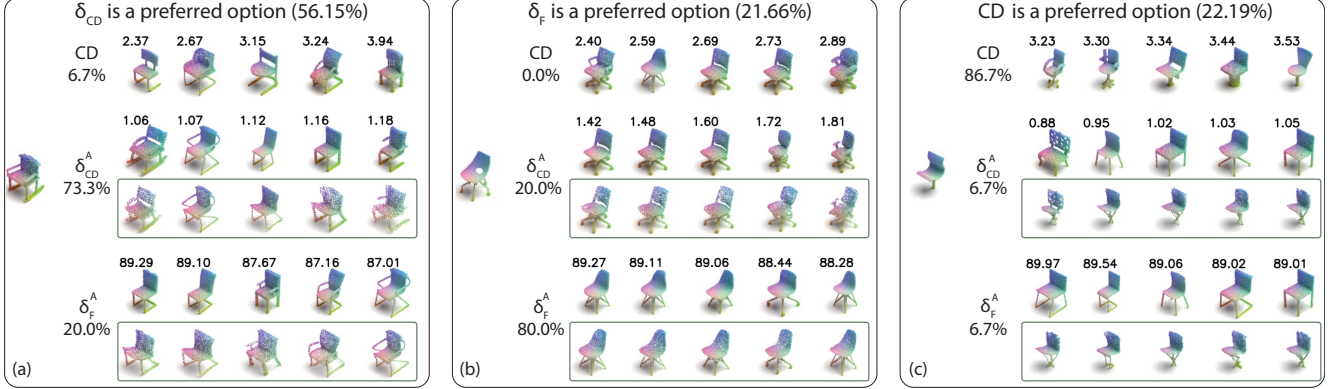 δCD is a preferred option (56.15%)
CD
6.7%
2.37 2.67 3.15 3.24 3.94
δCD^A
73.3%
1.06 1.07 1.12 1.16 1.18
δF^A
20.0%
89.29 89.10 87.67 87.16 87.01
(a)
δF is a preferred option (21.66%)
CD
0.0%
2.40 2.59 2.69 2.73 2.89
δCD^A
20.0%
1.42 1.48 1.60 1.72 1.81
δF^A
80.0%
89.27 89.11 89.06 88.44 88.28
(b)
CD is a preferred option (22.19%)
CD
86.7%
3.23 3.30 3.34 3.44 3.53
δCD^A
6.7%
0.88 0.95 1.02 1.03 1.05
δF^A
6.7%
89.97 89.54 89.06 89.02 89.01
(c)